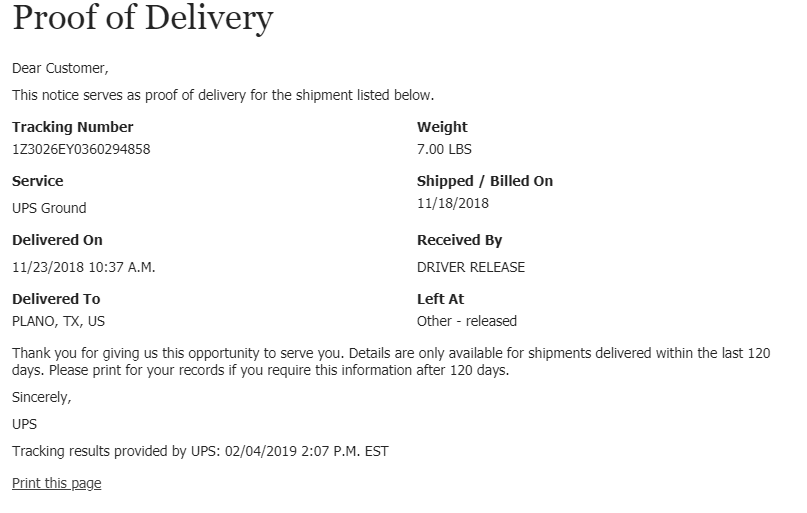 Proof of Delivery
Dear Customer,
This notice serves as proof of delivery for the shipment listed below.
Tracking Number
1Z3026EY0360294858
Weight
7.00 LBS
Service
UPS Ground
Shipped / Billed On
11/18/2018
Delivered On
11/23/2018 10:37 A.M.
Received By
DRIVER RELEASE
Delivered To
PLANO, TX, US
Left At
Other - released
Thank you for giving us this opportunity to serve you. Details are only available for shipments delivered within the last 120
days. Please print for your records if you require this information after 120 days.
Sincerely,
UPS
Tracking results provided by UPS: 02/04/2019 2:07 P.M. EST
Print this page